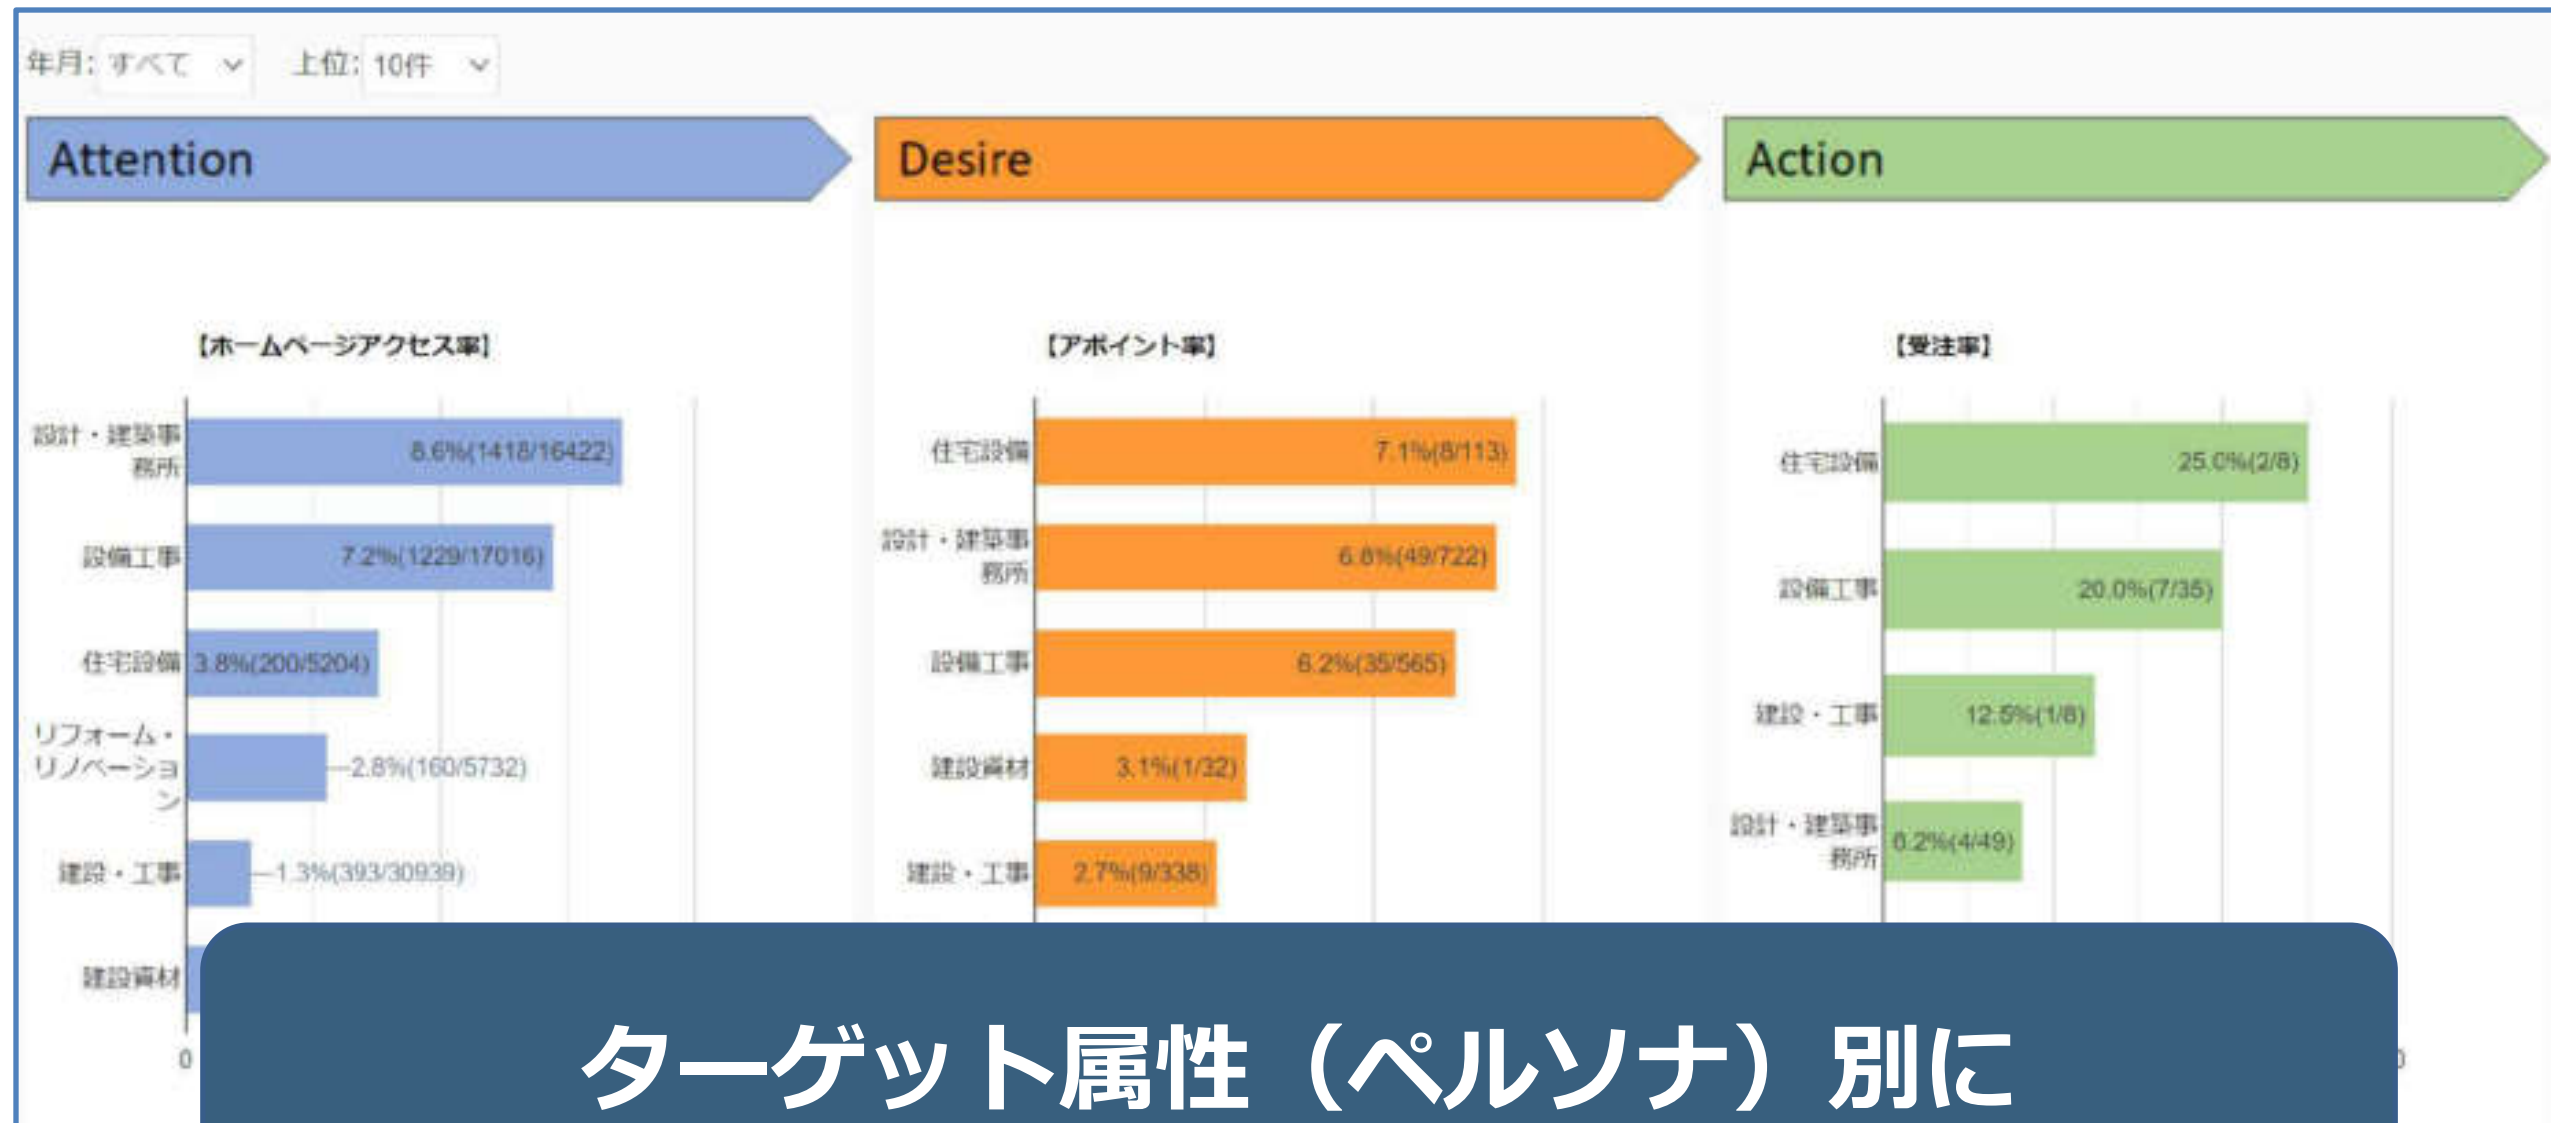 年月: すべて 上位: 10件
Attention
Desire
Action
【ホームページアクセス率】
設計・建築事
務所
8.6%(1418/16422)
設備工事
7.2%(1229/17016)
住宅設備
3.8%(200/5204)
リフォーム・
リノベーショ
ン
2.8%(160/5732)
建設・工事
1.3%(393/30939)
建設資材
0
【アポイント率】
住宅設備
7.1%(8/113)
設計・建築事
務所
6.8%(49/722)
設備工事
6.2%(35/565)
建設資材
3.1%(1/32)
建設・工事
2.7%(9/338)
【受注率】
住宅設備
25.0%(2/8)
設備工事
20.0%(7/35)
建設・工事
12.5%(1/8)
設計・建築事
務所
8.2%(4/49)
ターゲット属性（ペルソナ）別に